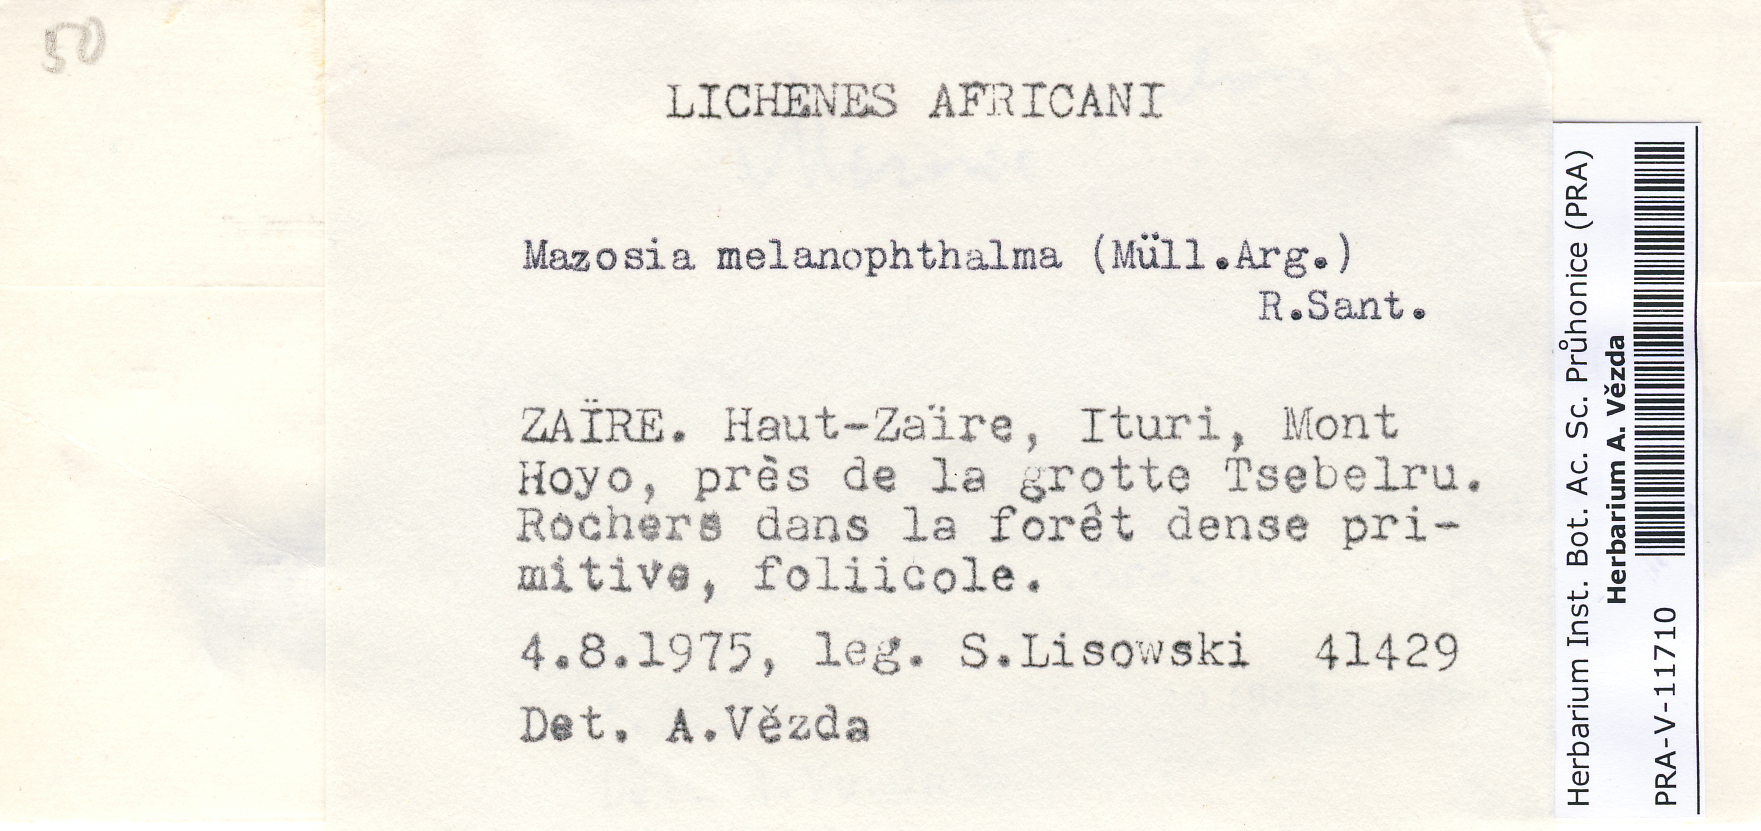 50
LICHENES AFRICANI
Mazosia melanophthalma (Müll.Arg.)
R.Sant.
ZAÏRE. Haut-Zaïre, Ituri, Mont
Hoyo, près de la grotte Tsebelru.
Rochers dans la forêt dense pri-
mitive, foliicole.
4.8.1975, leg. S.Lisowski 41429
Det. A.Vězda
Herbarium Inst. Bot. Ac. Sc. Průhonice (PRA)
Herbarium A. Vězda
PRA-V-11710